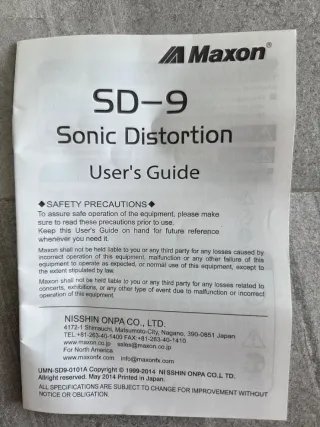 Maxon®
SD-9
Sonic Distortion
User's Guide
◆SAFETY PRECAUTIONS◆
To assure safe operation of the equipment, please make
sure to read these precautions prior to use.
Keep this User's Guide on hand for future reference
whenever you need it.
Maxon shall not be held liable to you or any third party for any losses caused by
incorrect operation of this equipment, malfunction or any other failure of this
equipment to operate as expected, or normal use of this equipment, except to
the extent stipulated by law.
Maxon shall not be held liable to you or any third party for any losses related to
concerts, exhibitions, or any other type of event due to malfunction or incorrect
operation of this equipment.
NISSHIN ONPA CO., LTD.
4172-1 Shimauchi, Matsumoto-City, Nagano, 390-0851 Japan
TEL.+81-263-40-1400 FAX.+81-263-40-1410
www.maxon.co.jp sales@maxon.co.jp
For North America
www.maxonfx.com info@maxonfx.com
UMN-SD9-0101A Copyright © 1999-2014 NISSHIN ONPA CO., LTD.
Allright reserved. May 2014 Printed in Japan.
ALL SPECIFICATIONS ARE SUBJECT TO CHANGE FOR IMPROVEMENT WITHOUT
NOTICE OR OBLIGATION.